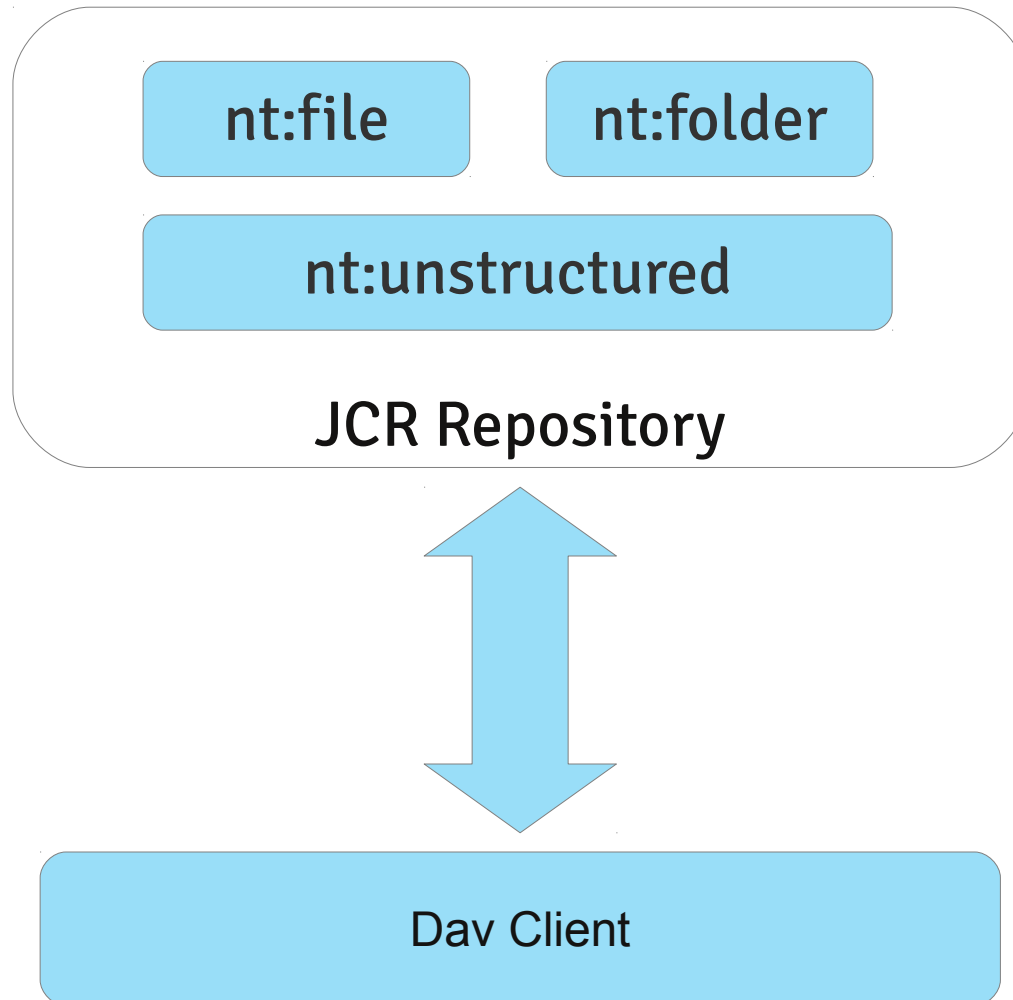 nt:file
nt:folder
nt:unstructured
JCR Repository
Dav Client